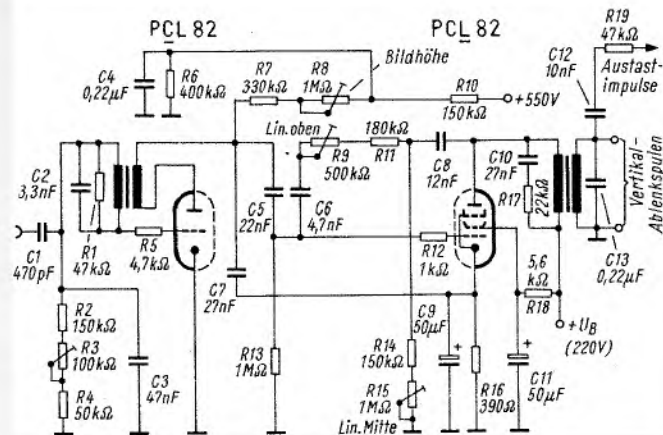 PCL 82
PCL 82
R19
47kΩ
C12
10nF
Austast-
impulse
Bildhöhe
C4
0,22µF
R6
400kΩ
R7
330kΩ
R8
1MΩ
R10
150kΩ
+550V
Lin. oben
180kΩ
R9
500kΩ
R11
C8
12nF
C10
27nF
R17
22kΩ
Vertikal-
Ablenkspulen
C2
3,3nF
R1
47kΩ
R5
4,7kΩ
C5
22nF
C6
4,7nF
R12
1kΩ
C13
0,22µF
C1
470pF
C7
27nF
C9
50µF
+
5,6
kΩ
R18
+UB
(220V)
R2
150kΩ
R3
100kΩ
R4
50kΩ
C3
47nF
R13
1MΩ
R14
150kΩ
R15
1MΩ
Lin. Mitte
R16
390Ω
+
C11
50µF